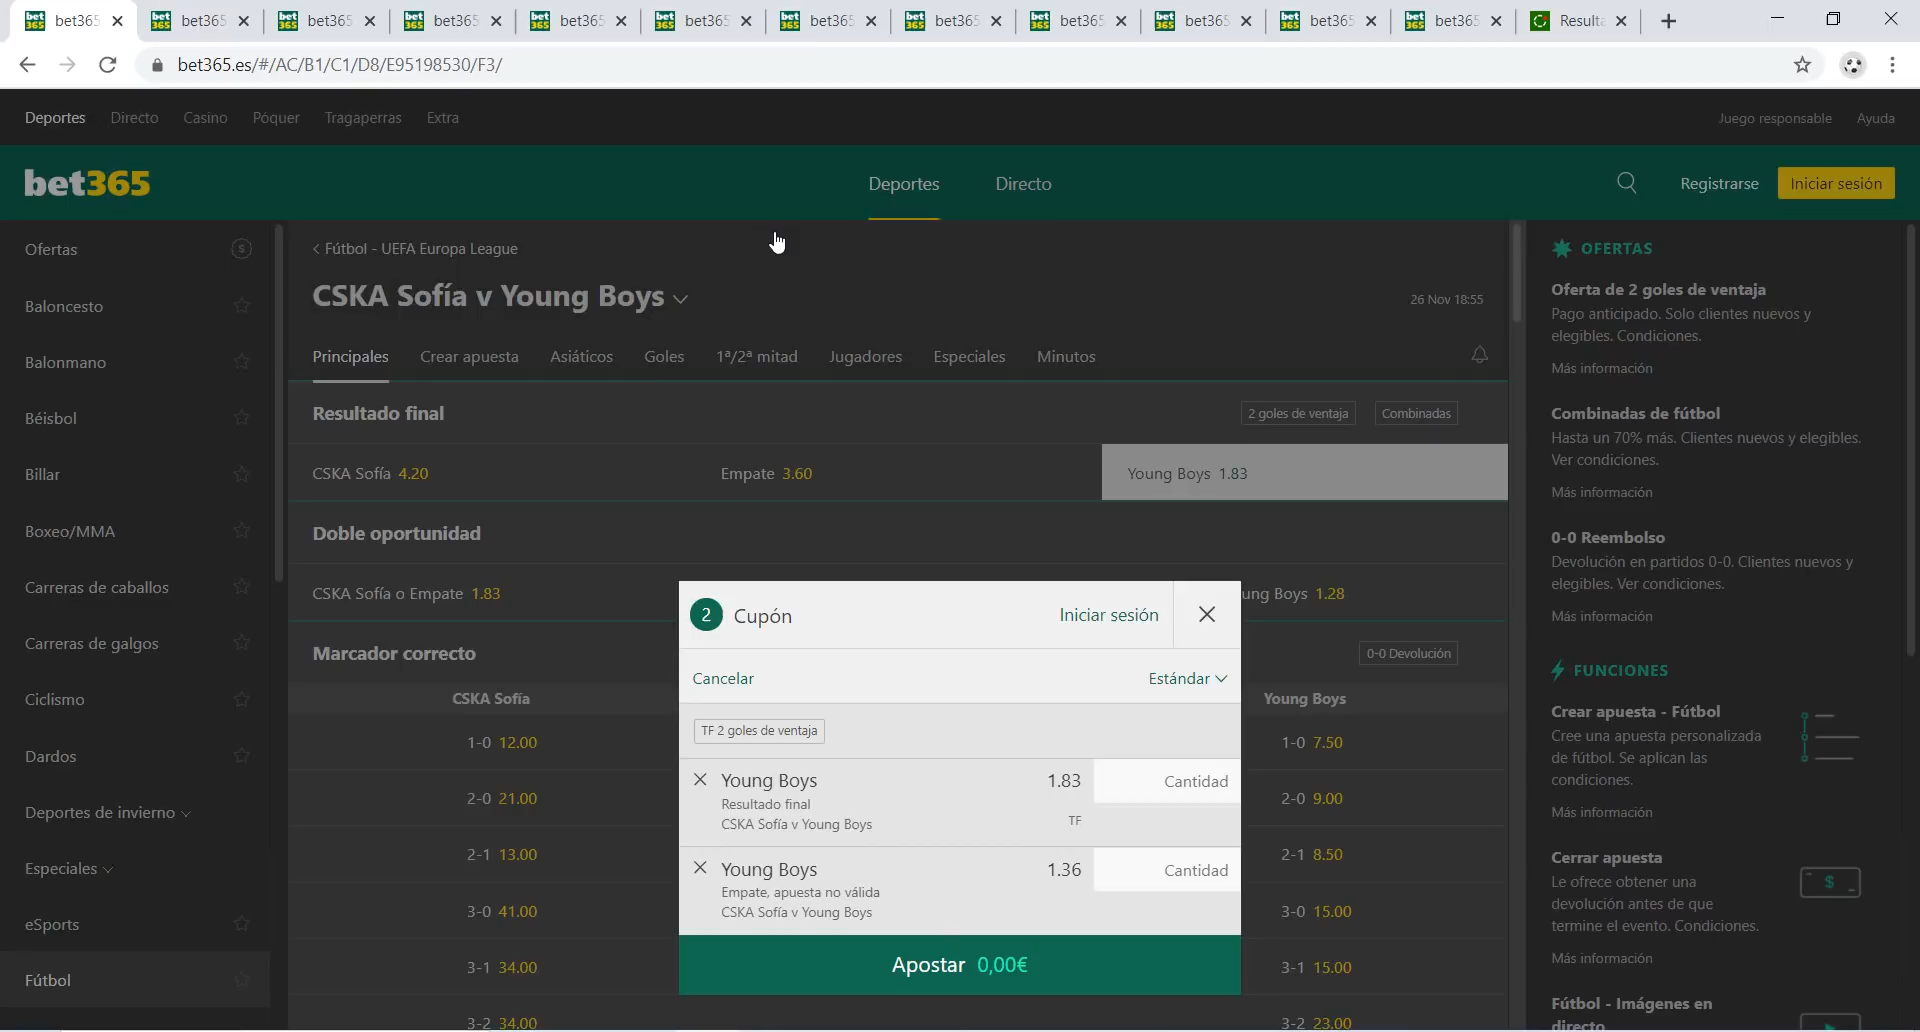 bet365 bet365 bet365 bet365 bet365 bet365 bet365 bet365 bet365 bet365 bet365 bet365 Resulta
bet365.es/#/AC/B1/C1/D8/E95198530/F3/
Deportes Directo Casino Póquer Tragaperras Extra Juego responsable Ayuda
bet365 Deportes Directo Registrarse Iniciar sesión
Ofertas
Baloncesto
Balonmano
Béisbol
Billar
Boxeo/MMA
Carreras de caballos
Carreras de galgos
Ciclismo
Dardos
Deportes de invierno
Especiales
eSports
Fútbol
< Fútbol - UEFA Europa League
CSKA Sofía v Young Boys
26 Nov 18:55
Principales Crear apuesta Asiáticos Goles 1ª/2ª mitad Jugadores Especiales Minutos
Resultado final 2 goles de ventaja Combinadas
CSKA Sofía 4.20 Empate 3.60 Young Boys 1.83
Doble oportunidad
CSKA Sofía o Empate 1.83 ung Boys 1.28
Marcador correcto 0-0 Devolución
CSKA Sofía Young Boys
1-0 12.00 1-0 7.50
2-0 21.00 2-0 9.00
2-1 13.00 2-1 8.50
3-0 41.00 3-0 15.00
3-1 34.00 3-1 15.00
3-2 34.00 3-2 23.00
2 Cupón Iniciar sesión
Cancelar Estándar
TF 2 goles de ventaja
Young Boys 1.83 Cantidad
Resultado final
CSKA Sofía v Young Boys TF
Young Boys 1.36 Cantidad
Empate, apuesta no válida
CSKA Sofía v Young Boys
Apostar 0,00€
OFERTAS
Oferta de 2 goles de ventaja
Pago anticipado. Solo clientes nuevos y
elegibles. Condiciones.
Más información
Combinadas de fútbol
Hasta un 70% más. Clientes nuevos y elegibles.
Ver condiciones.
Más información
0-0 Reembolso
Devolución en partidos 0-0. Clientes nuevos y
elegibles. Ver condiciones.
Más información
FUNCIONES
Crear apuesta - Fútbol
Cree una apuesta personalizada
de fútbol. Se aplican las
condiciones.
Más información
Cerrar apuesta
Le ofrece obtener una
devolución antes de que
termine el evento. Condiciones.
Más información
Fútbol - Imágenes en
directo